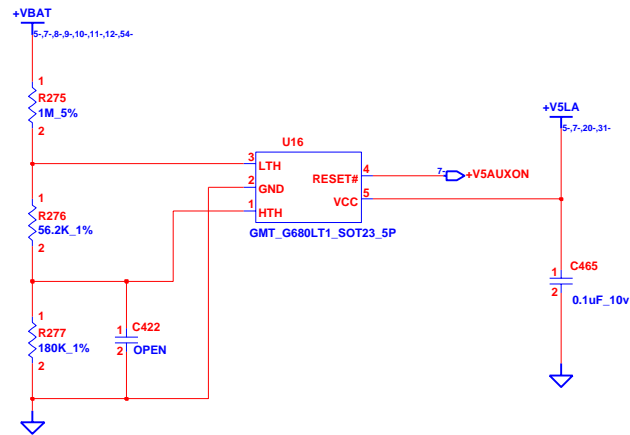 +VBAT
5-,7-,8-,9-,10-,11-,12-,54-
1
R275
1M_5%
2
+V5LA
5-,7-,20-,31-
U16
3 LTH
2 GND
1 HTH
RESET# 4
VCC 5
7- +V5AUXON
GMT_G680LT1_SOT23_5P
1
R276
56.2K_1%
2
C465
1
2
0.1uF_10v
1
R277
180K_1%
2
C422
1
2 OPEN